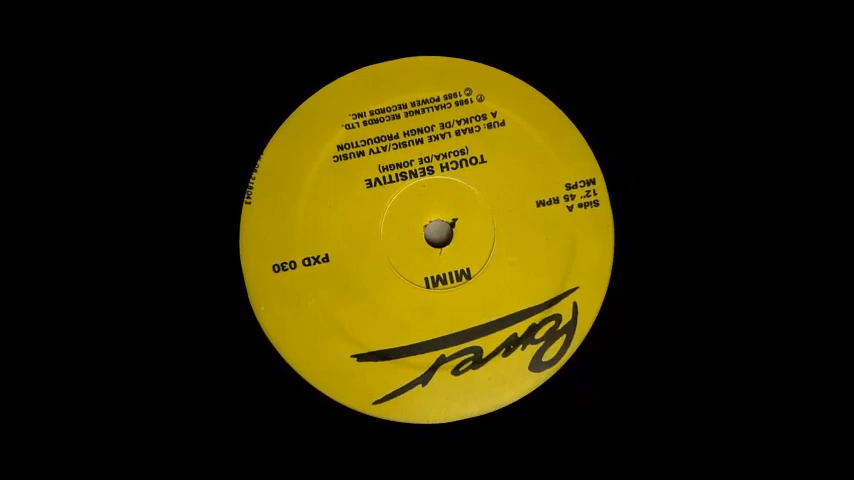 Power
MIMI
Side A
12" 45 RPM
MCPS
PXD 030
TOUCH SENSITIVE
(SOJKA/DE JONGH)
PUB: CRAB LAKE MUSIC/ATV MUSIC
A SOJKA/DE JONGH PRODUCTION
℗ 1985 CHALLENGE RECORDS LTD.
© 1985 POWER RECORDS INC.